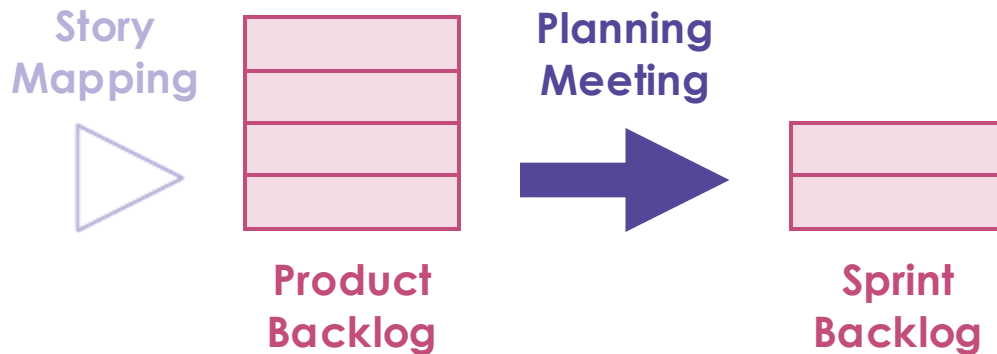 Story
Mapping
Planning
Meeting
Product
Backlog
Sprint
Backlog